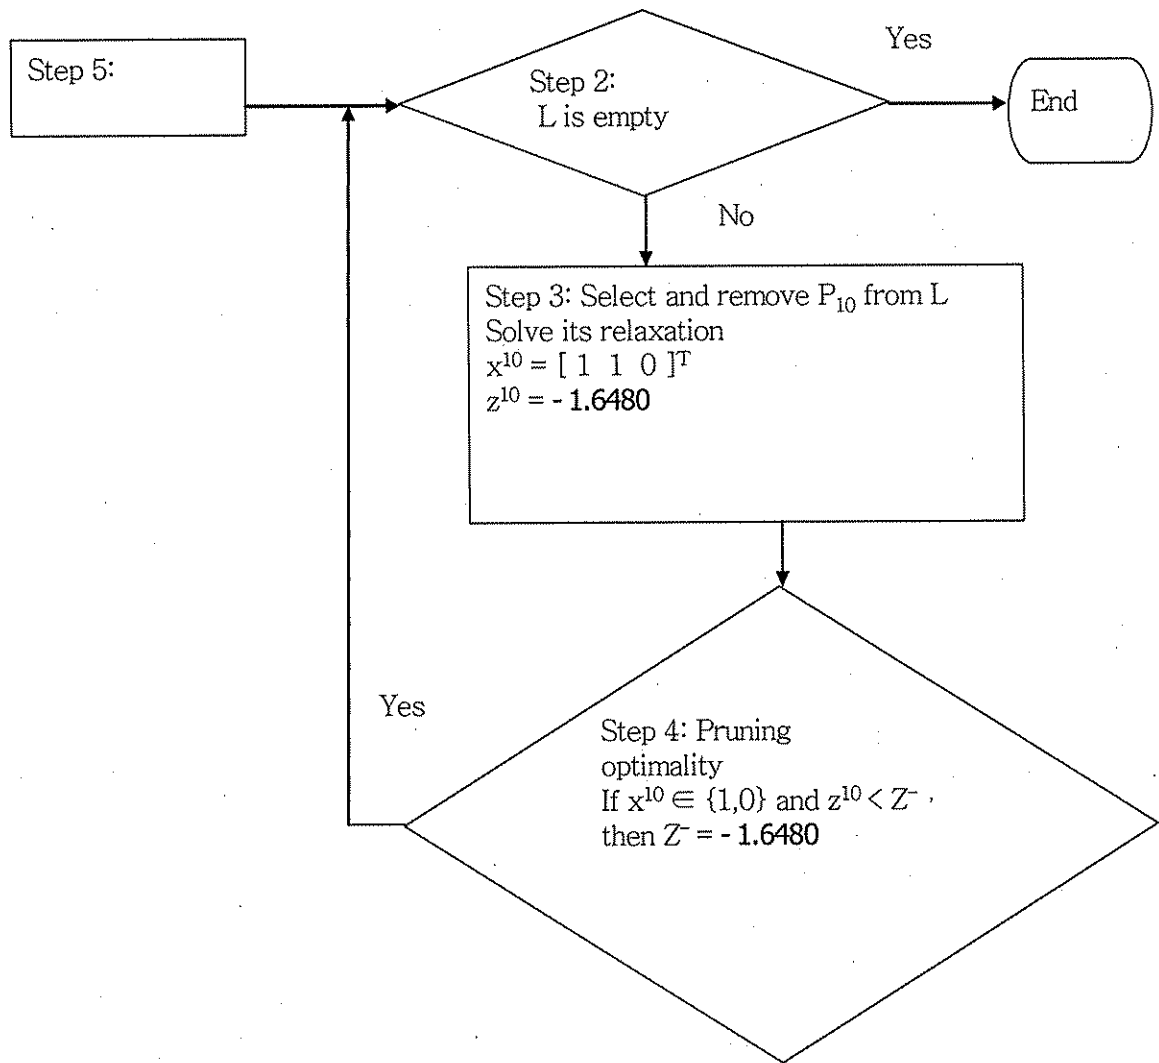 Step 5:
Step 2:
L is empty
Yes
End
No
Step 3: Select and remove P₁₀ from L
Solve its relaxation
x¹⁰ = [ 1 1 0 ]ᵀ
z¹⁰ = - 1.6480
Yes
Step 4: Pruning
optimality
If x¹⁰ ∈ {1,0} and z¹⁰ < Z⁻ ,
then Z⁻ = - 1.6480